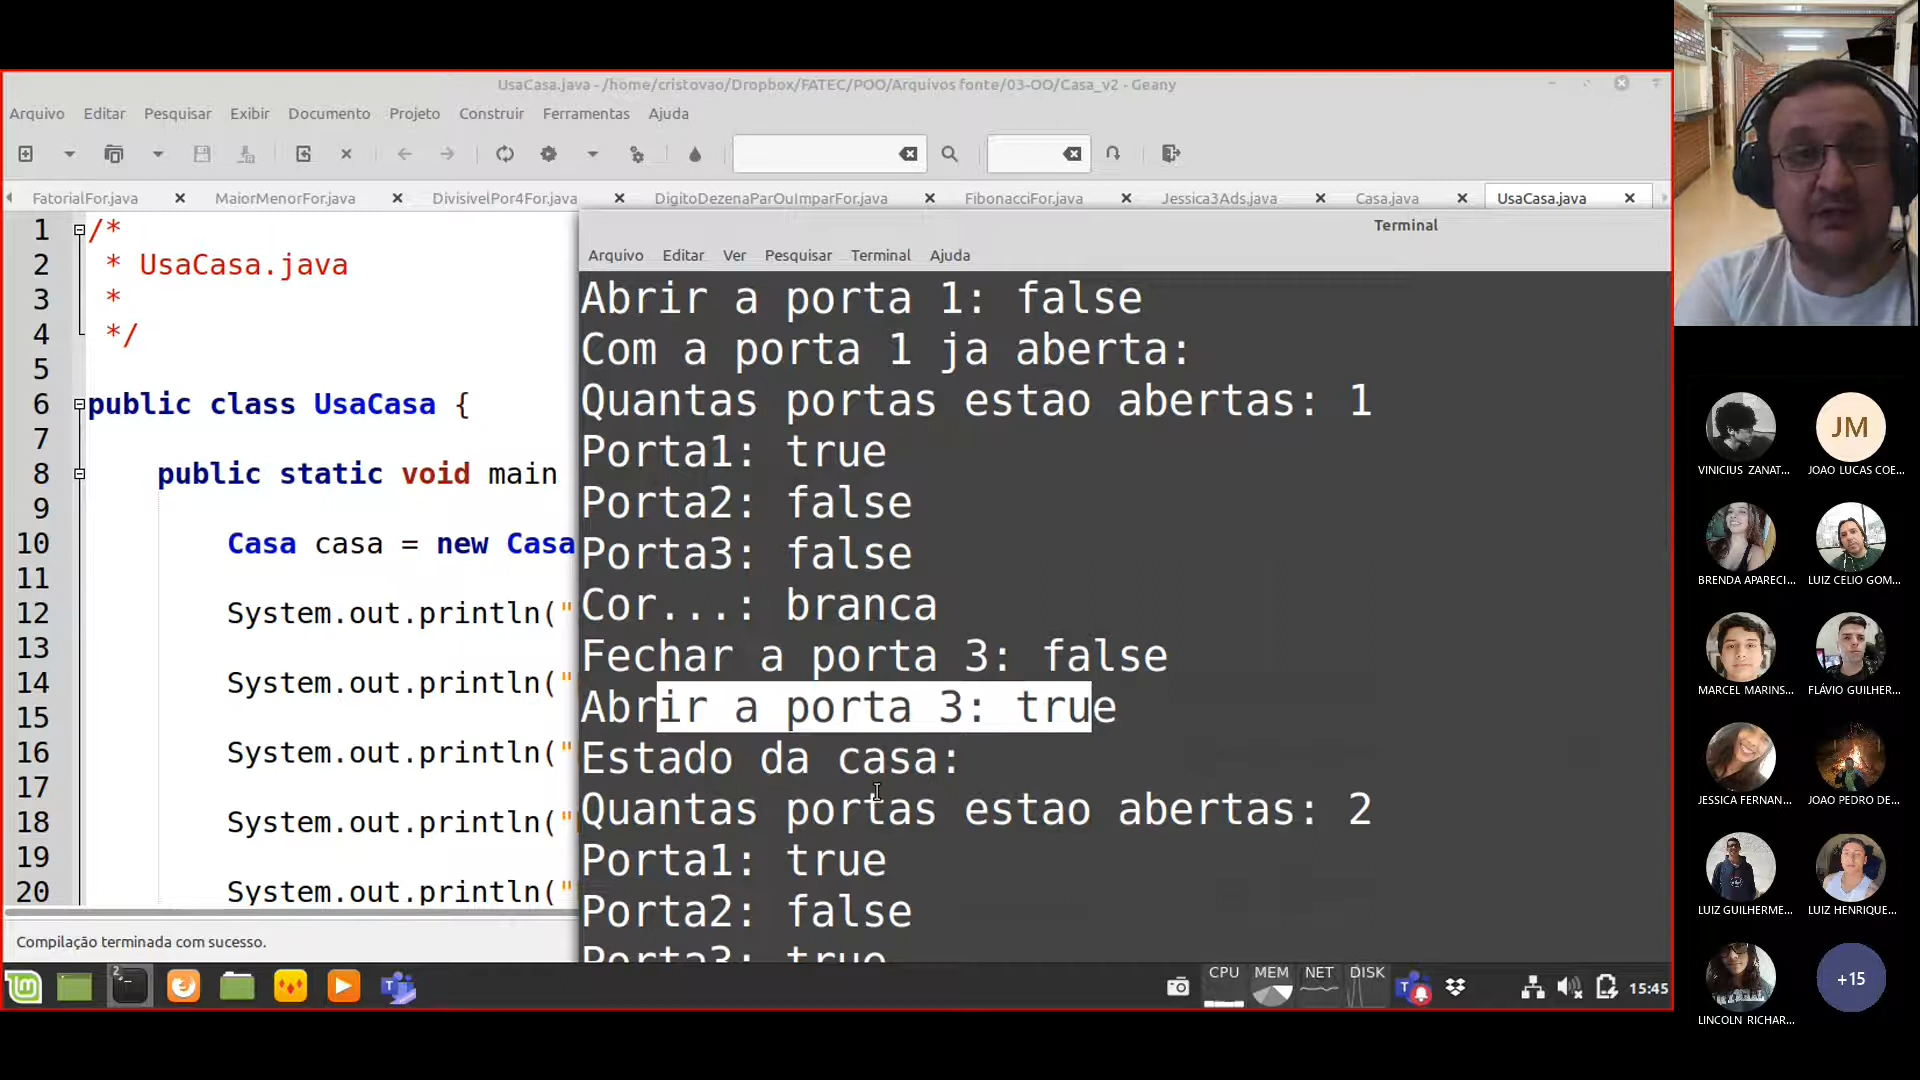 UsaCasa.java - /home/cristovao/Dropbox/FATEC/POO/Arquivos fonte/03-OO/Casa_v2 - Geany
Arquivo Editar Pesquisar Exibir Documento Projeto Construir Ferramentas Ajuda
FatorialFor.java MaiorMenorFor.java DivisivelPor4For.java DigitoDezenaParOuImparFor.java FibonacciFor.java Jessica3Ads.java Casa.java UsaCasa.java
1 /*
2 * UsaCasa.java
3 *
4 */
5
6 public class UsaCasa {
7
8 public static void main
9
10 Casa casa = new Casa
11
12 System.out.println("
13
14 System.out.println("
15
16 System.out.println("
17
18 System.out.println("
19
20 System.out.println("
Compilação terminada com sucesso.
Terminal
Arquivo Editar Ver Pesquisar Terminal Ajuda
Abrir a porta 1: false
Com a porta 1 ja aberta:
Quantas portas estao abertas: 1
Porta1: true
Porta2: false
Porta3: false
Cor...: branca
Fechar a porta 3: false
Abrir a porta 3: true
Estado da casa:
Quantas portas estao abertas: 2
Porta1: true
Porta2: false
Porta3: true
2 CPU MEM NET DISK 15:45
JM
VINICIUS ZANAT... JOAO LUCAS COE...
BRENDA APARECI... LUIZ CELIO GOM...
MARCEL MARINS... FLÁVIO GUILHER...
JESSICA FERNAN... JOAO PEDRO DE...
LUIZ GUILHERME... LUIZ HENRIQUE...
+15
LINCOLN RICHAR...